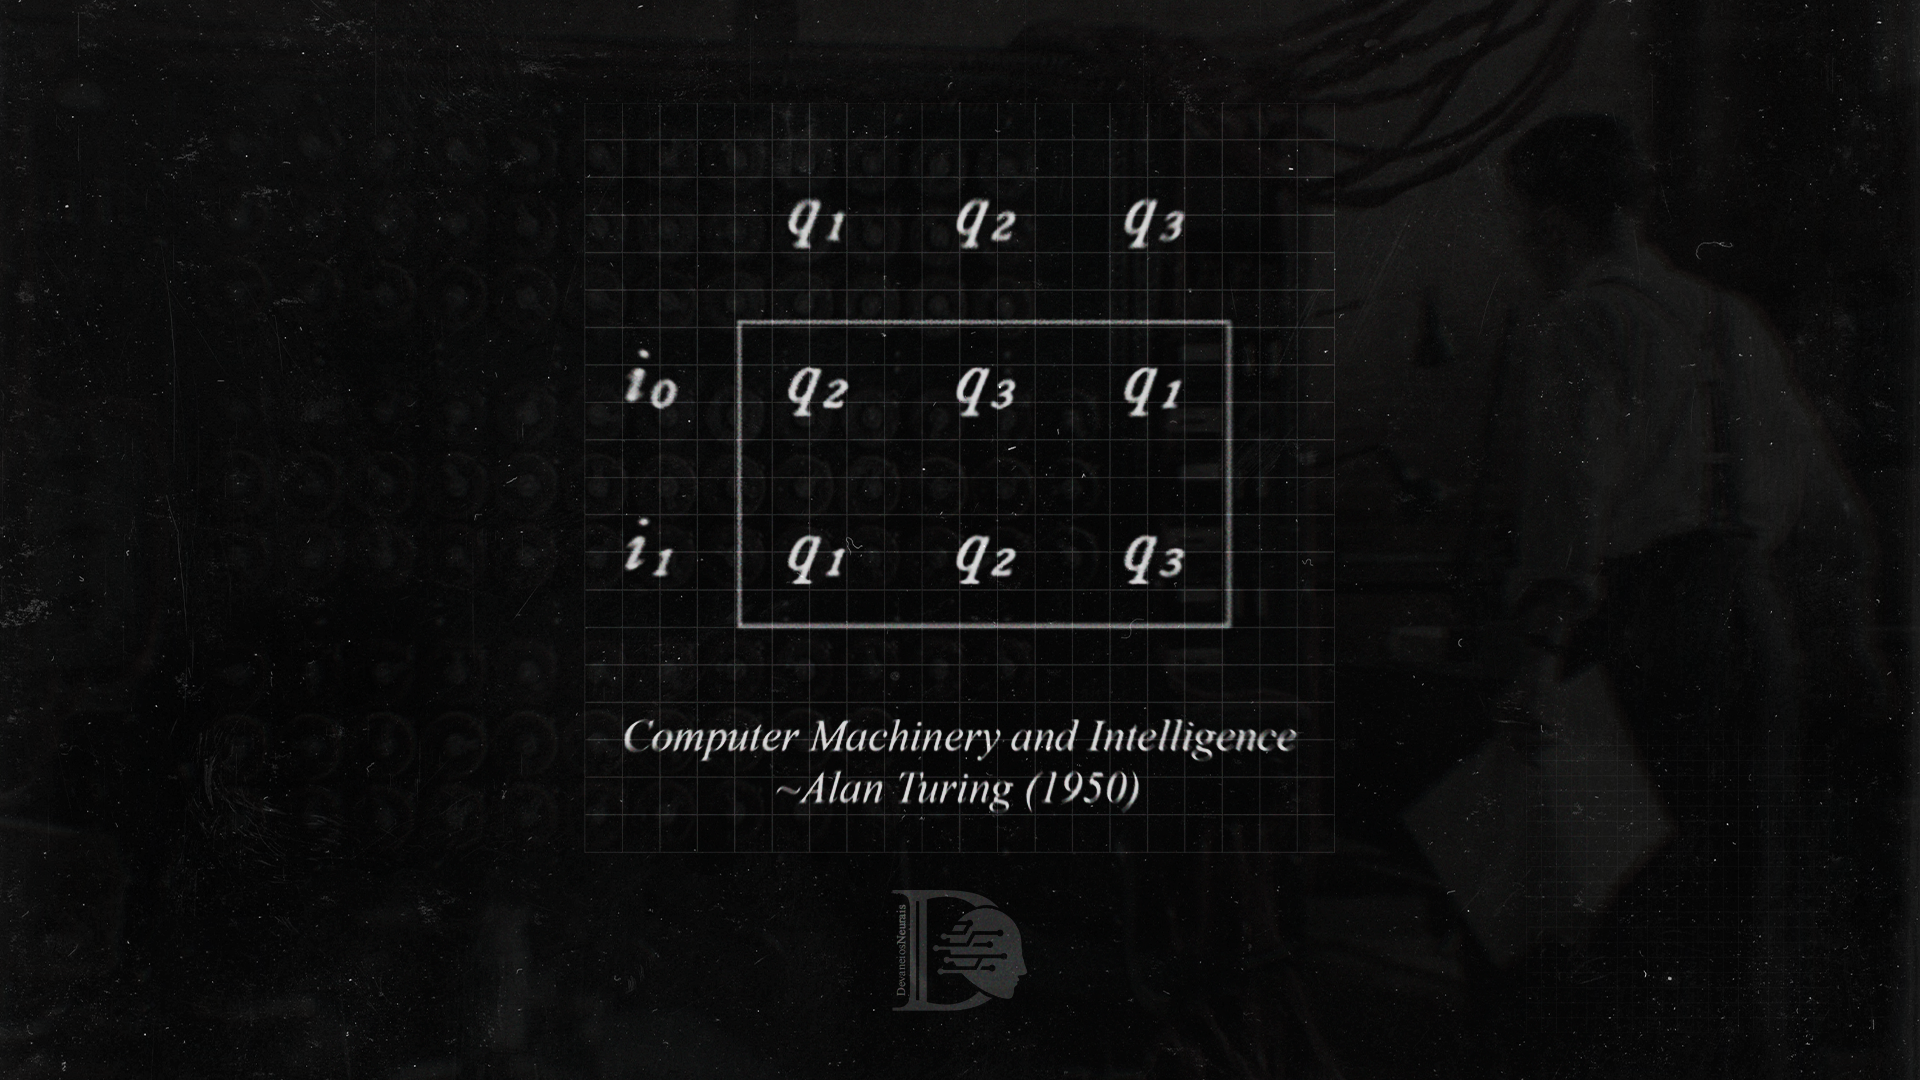 q1 q2 q3
i0 q2 q3 q1
i1 q1 q2 q3
Computer Machinery and Intelligence
~Alan Turing (1950)
DevaneiosNeurais